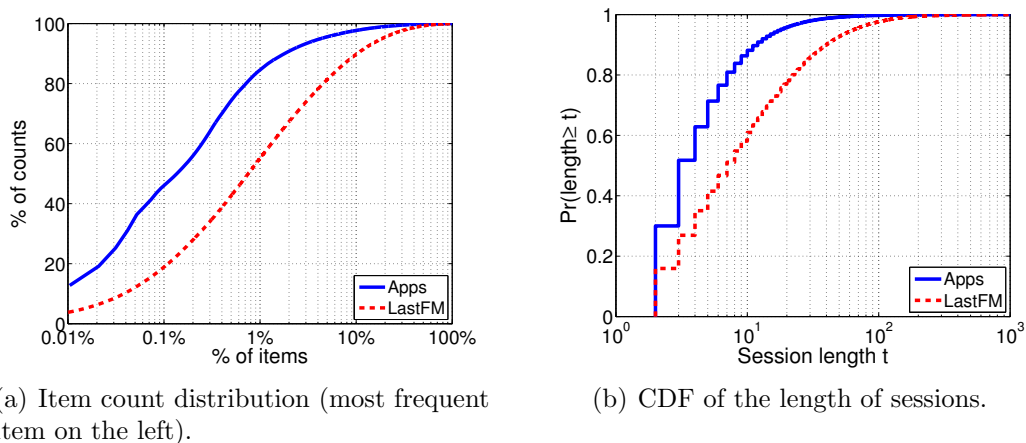 100
80
60
40
20
0
% of counts
0.01%
0.1%
1%
10%
100%
% of items
Apps
LastFM
1
0.8
0.6
0.4
0.2
0
Pr(length≥ t)
10^0
10^1
10^2
10^3
Session length t
Apps
LastFM
a) Item count distribution (most frequent
tem on the left).
(b) CDF of the length of sessions.